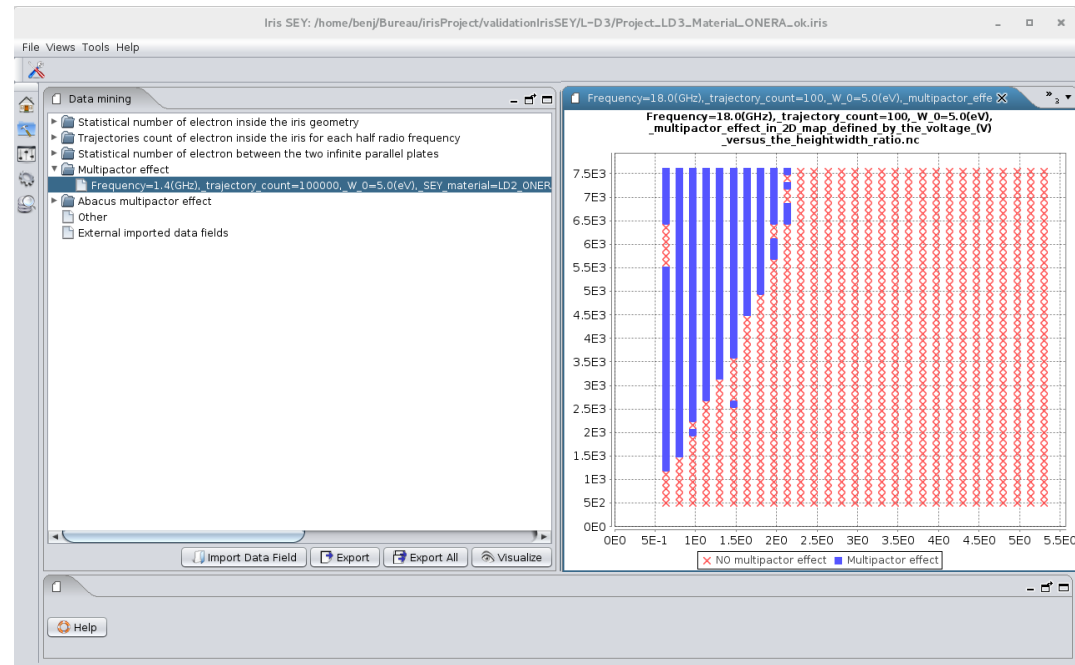 Iris SEY: /home/benj/Bureau/irisProject/validationIrisSEY/L-D3/Project_LD3_Material_ONERA_ok.iris
File Views Tools Help
Data mining
Statistical number of electron inside the iris geometry
Trajectories count of electron inside the iris for each half radio frequency
Statistical number of electron between the two infinite parallel plates
Multipactor effect
Frequency=1.4(GHz),_trajectory_count=100000,_W_0=5.0(eV),_SEY_material=LD2_ONER
Abacus multipactor effect
Other
External imported data fields
Import Data Field Export Export All Visualize
Frequency=18.0(GHz),_trajectory_count=100,_W_0=5.0(eV),_multipactor_effe
2
Frequency=18.0(GHz),_trajectory_count=100,_W_0=5.0(eV),
_multipactor_effect_in_2D_map_defined_by_the_voltage_(V)
_versus_the_heightwidth_ratio.nc
7.5E3
7E3
6.5E3
6E3
5.5E3
5E3
4.5E3
4E3
3.5E3
3E3
2.5E3
2E3
1.5E3
1E3
5E2
0E0
0E0 5E-1 1E0 1.5E0 2E0 2.5E0 3E0 3.5E0 4E0 4.5E0 5E0 5.5E0
NO multipactor effect Multipactor effect
Help